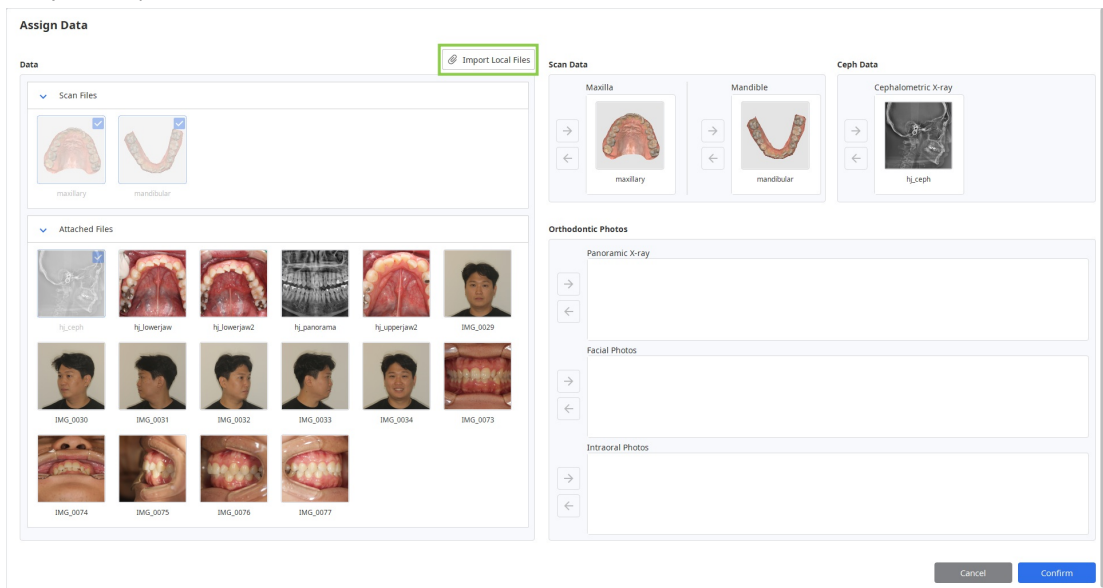 Assign Data
Data
Import Local Files
Scan Files
maxillary
mandibular
Attached Files
hj_ceph
hj_lowerjaw
hj_lowerjaw2
hj_panorama
hj_upperjaw2
IMG_0029
IMG_0030
IMG_0031
IMG_0032
IMG_0033
IMG_0034
IMG_0073
IMG_0074
IMG_0075
IMG_0076
IMG_0077
Scan Data
Maxilla
Mandible
maxillary
mandibular
Ceph Data
Cephalometric X-ray
hj_ceph
Orthodontic Photos
Panoramic X-ray
Facial Photos
Intraoral Photos
Cancel
Confirm